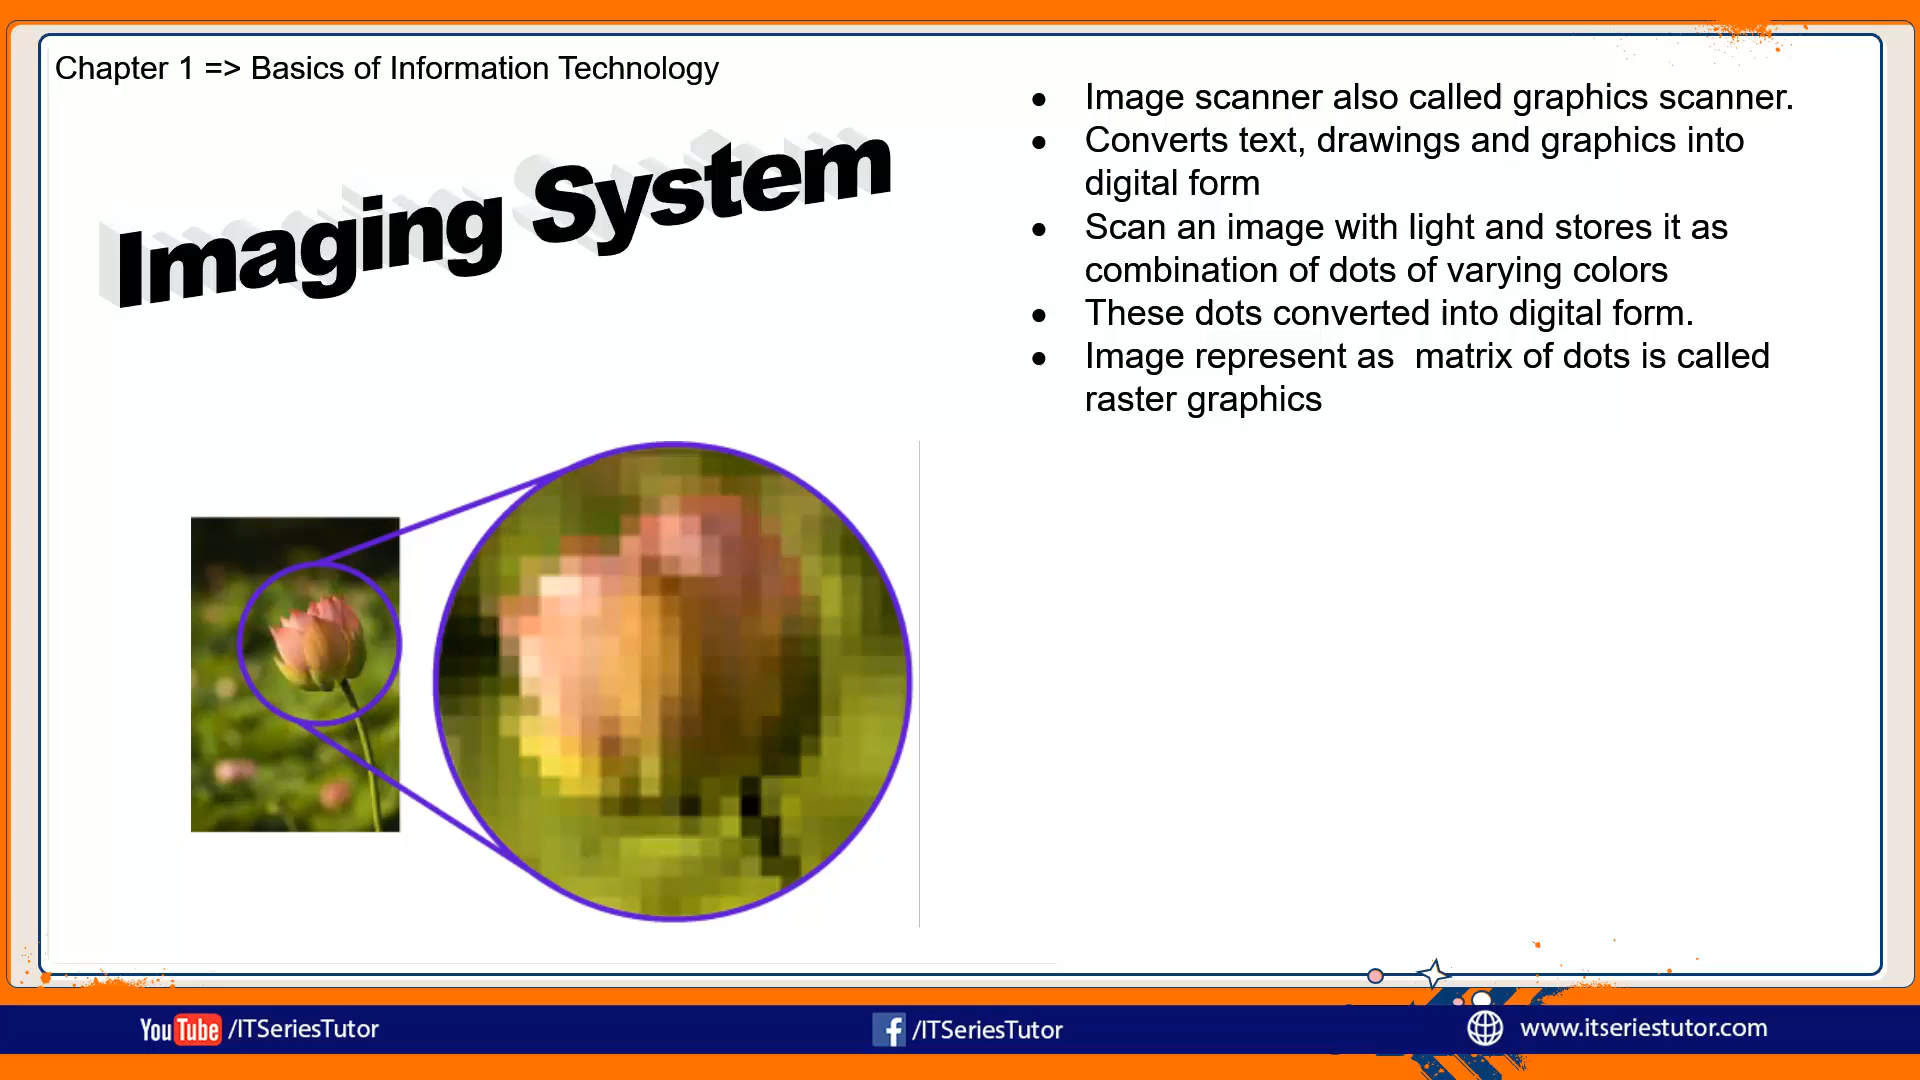 Chapter 1 => Basics of Information Technology
Imaging System
● Image scanner also called graphics scanner.
● Converts text, drawings and graphics into
digital form
● Scan an image with light and stores it as
combination of dots of varying colors
● These dots converted into digital form.
● Image represent as  matrix of dots is called
raster graphics
YouTube /ITSeriesTutor
f /ITSeriesTutor
www.itseriestutor.com